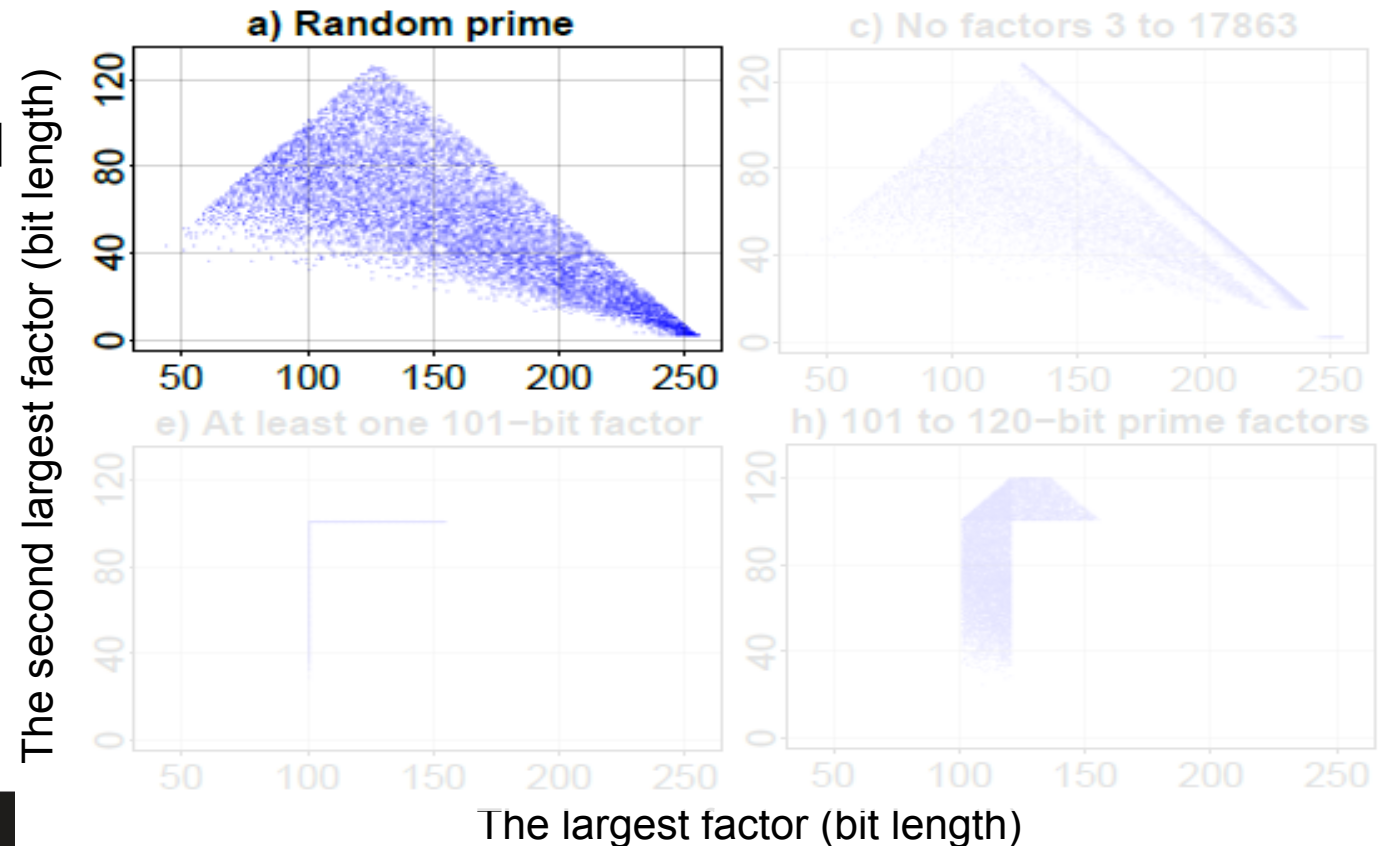 a) Random prime
c) No factors 3 to 17863
120
80
40
0
50 100 150 200 250
120
80
40
0
50 100 150 200 250
e) At least one 101−bit factor
h) 101 to 120−bit prime factors
120
80
40
0
50 100 150 200 250
120
80
40
0
50 100 150 200 250
The second largest factor (bit length)
The largest factor (bit length)